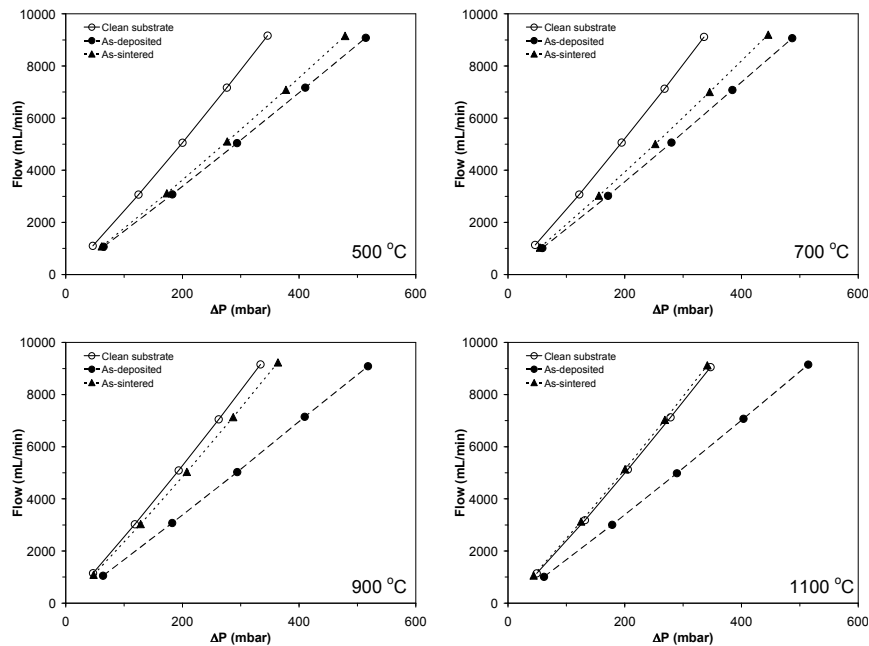 10000
8000
6000
4000
2000
0
Flow (mL/min)
Clean substrate
As-deposited
As-sintered
500 °C
0 200 400 600
ΔP (mbar)
10000
8000
6000
4000
2000
0
Flow (mL/min)
Clean substrate
As-deposited
As-sintered
700 °C
0 200 400 600
ΔP (mbar)
10000
8000
6000
4000
2000
0
Flow (mL/min)
Clean substrate
As-deposited
As-sintered
900 °C
0 200 400 600
ΔP (mbar)
10000
8000
6000
4000
2000
0
Flow (mL/min)
Clean substrate
As-deposited
As-sintered
1100 °C
0 200 400 600
ΔP (mbar)